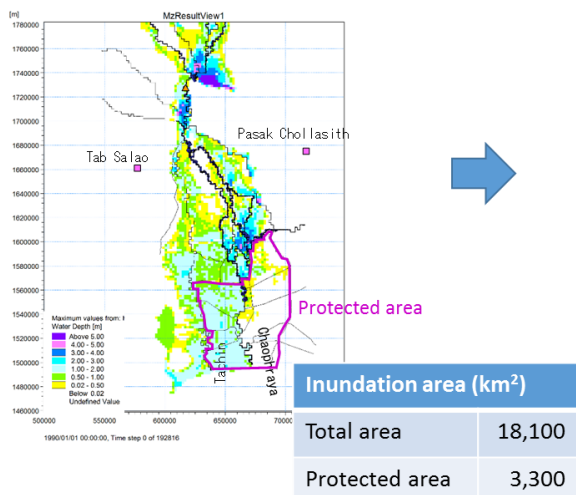 [m]
MzResultView1
1780000
1760000
1740000
1720000
1700000
1680000
1660000
1640000
1620000
1600000
1580000
1560000
1540000
1520000
1500000
1480000
1460000
Pasak Chollasith
Tab Salao
Protected area
Chaophraya
Maximum values from:
Water Depth [m]
Above 5.00
4.00 - 5.00
3.00 - 4.00
2.00 - 3.00
1.00 - 2.00
0.50 - 1.00
0.02 - 0.50
Below 0.02
Undefined Value
500000
550000
600000
650000
70000
1990/01/01 00:00:00, Time step 0 of 192816
Inundation area (km²)
Total area 18,100
Protected area 3,300